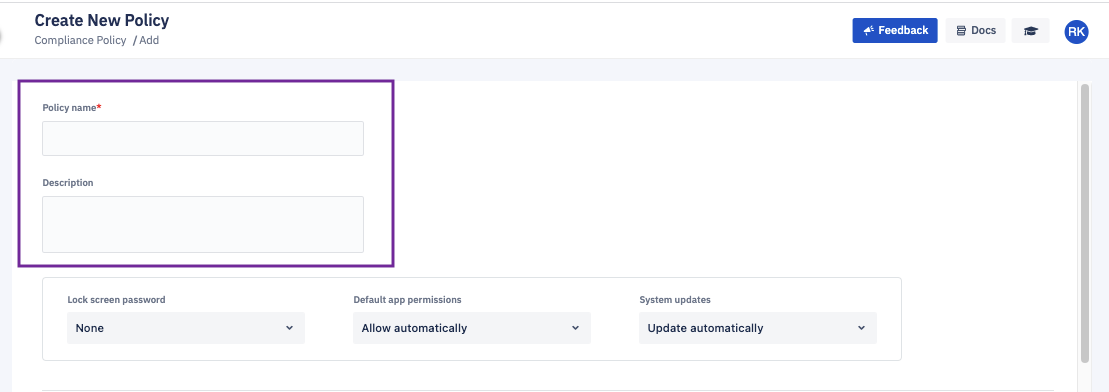 Create New Policy
Compliance Policy / Add
Feedback
Docs
RK
Policy name*
Description
Lock screen password
Default app permissions
System updates
None
Allow automatically
Update automatically